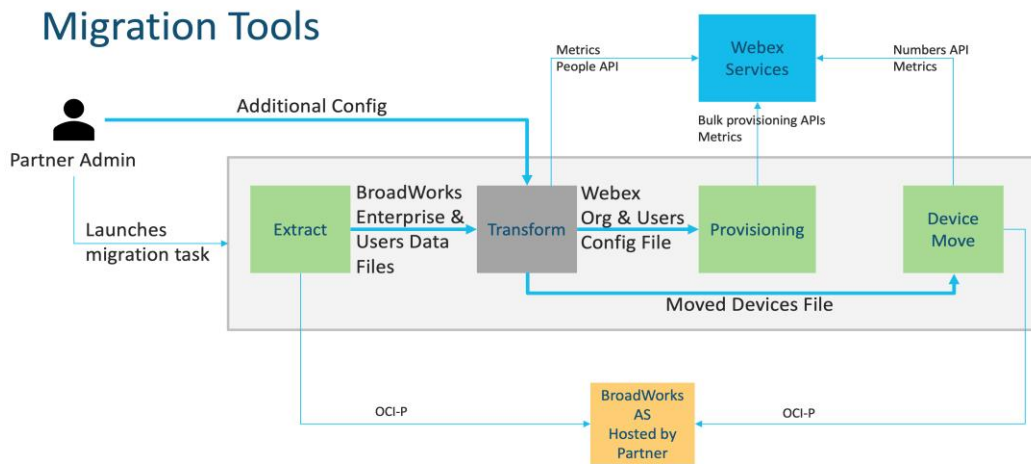 Migration Tools
Metrics
People API
Webex
Services
Numbers API
Metrics
Additional Config
Bulk provisioning APIs
Metrics
Partner Admin
Launches
migration task
Extract
BroadWorks
Enterprise &
Users Data
Files
Transform
Webex
Org & Users
Config File
Provisioning
Device
Move
Moved Devices File
OCI-P
BroadWorks
AS
Hosted by
Partner
OCI-P